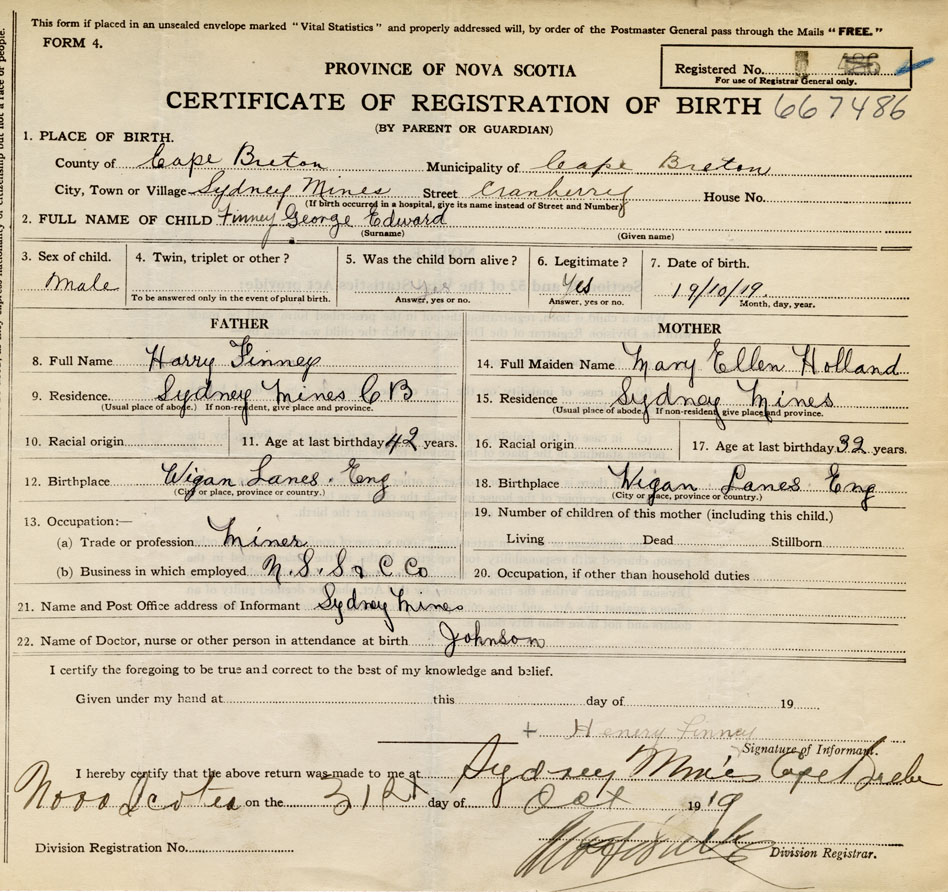 This form if placed in an unsealed envelope marked "Vital Statistics" and properly addressed will, by order of the Postmaster General pass through the Mails "FREE."
FORM 4.
Registered No.
For use of Registrar General only.
PROVINCE OF NOVA SCOTIA
CERTIFICATE OF REGISTRATION OF BIRTH 667486
(BY PARENT OR GUARDIAN)
1. PLACE OF BIRTH.
County of Cape Breton Municipality of Cape Breton
City, Town or Village Sydney Mines Street Cranberry House No.
(If birth occurred in a hospital, give its name instead of Street and Number)
2. FULL NAME OF CHILD Finney George Edward
(Surname) (Given name)
3. Sex of child. 4. Twin, triplet or other? 5. Was the child born alive? 6. Legitimate? 7. Date of birth.
Male Yes Yes 19/10/19.
To be answered only in the event of plural birth. Answer, yes or no. Answer, yes or no. Month, day, year.
FATHER MOTHER
8. Full Name Harry Finney 14. Full Maiden Name Mary Ellen Holland
9. Residence. Sydney Mines C B 15. Residence Sydney Mines
(Usual place of abode. If non-resident, give place and province. (Usual place of abode. If non-resident, give place and province.
10. Racial origin 11. Age at last birthday 42 years. 16. Racial origin 17. Age at last birthday 32 years.
12. Birthplace Wigan Lanes. Eng 18. Birthplace Wigan Lanes Eng
(City or place, province or country.) (City or place, province or country.)
13. Occupation:— 19. Number of children of this mother (including this child.)
(a) Trade or profession Miner Living Dead Stillborn
(b) Business in which employed N.S.S & C.Co 20. Occupation, if other than household duties
21. Name and Post Office address of Informant Sydney Mines
22. Name of Doctor, nurse or other person in attendance at birth Johnson
I certify the foregoing to be true and correct to the best of my knowledge and belief.
Given under my hand at this day of 19
+ Henery Finney
Signature of Informant.
I hereby certify that the above return was made to me at Sydney Mines Cape Breton
Nova Scotia on the 31st day of Oct 1919
Division Registration No. Division Registrar.